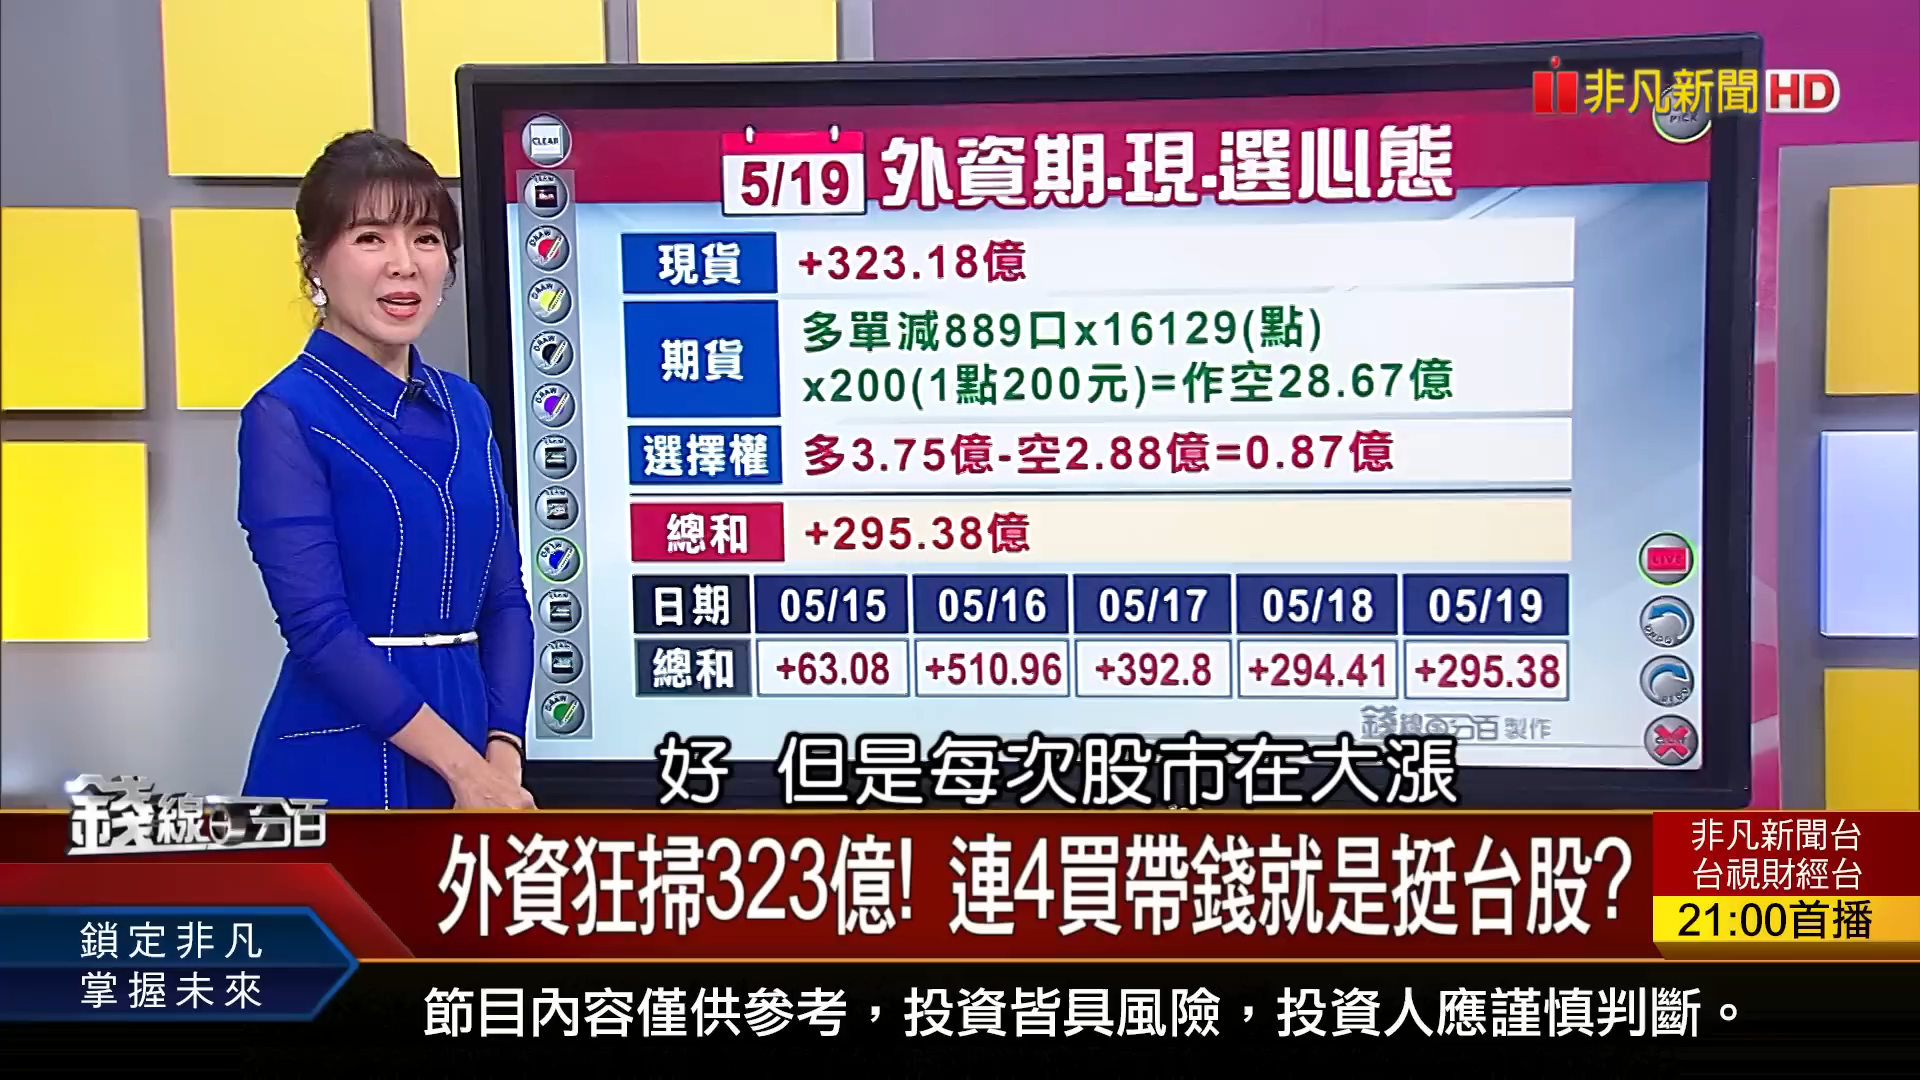 非凡新聞HD
5/19 外資期.現.選心態
現貨 +323.18億
期貨 多單減889口x16129(點)
x200(1點200元)=作空28.67億
選擇權 多3.75億-空2.88億=0.87億
總和 +295.38億
日期 05/15 05/16 05/17 05/18 05/19
總和 +63.08 +510.96 +392.8 +294.41 +295.38
錢線百分百 製作
好 但是每次股市在大漲
錢線百分百
外資狂掃323億! 連4買帶錢就是挺台股?
非凡新聞台
台視財經台
21:00首播
鎖定非凡
掌握未來
節目內容僅供參考，投資皆具風險，投資人應謹慎判斷。
CLEAR
DRAW
LIVE